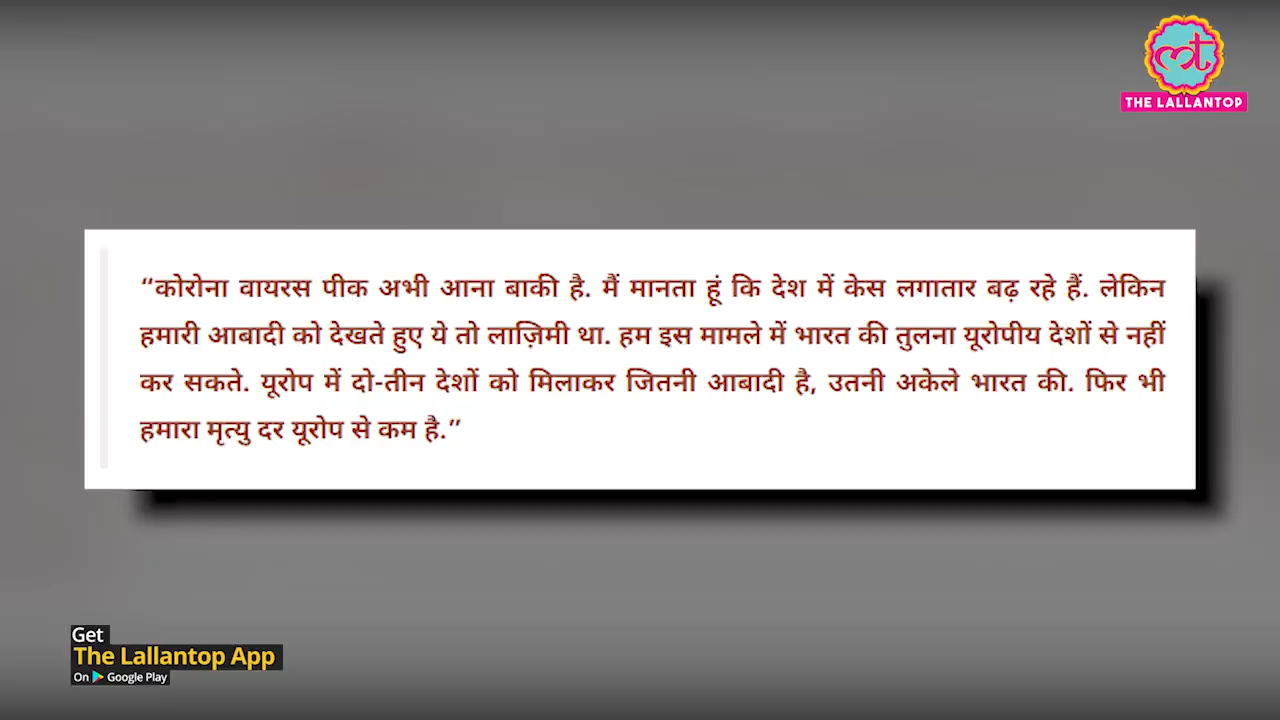 mt
THE LALLANTOP
“कोरोना वायरस पीक अभी आना बाकी है. मैं मानता हूं कि देश में केस लगातार बढ़ रहे हैं. लेकिन
हमारी आबादी को देखते हुए ये तो लाज़िमी था. हम इस मामले में भारत की तुलना यूरोपीय देशों से नहीं
कर सकते. यूरोप में दो-तीन देशों को मिलाकर जितनी आबादी है, उतनी अकेले भारत की. फिर भी
हमारा मृत्यु दर यूरोप से कम है.”
Get
The Lallantop App
On Google Play